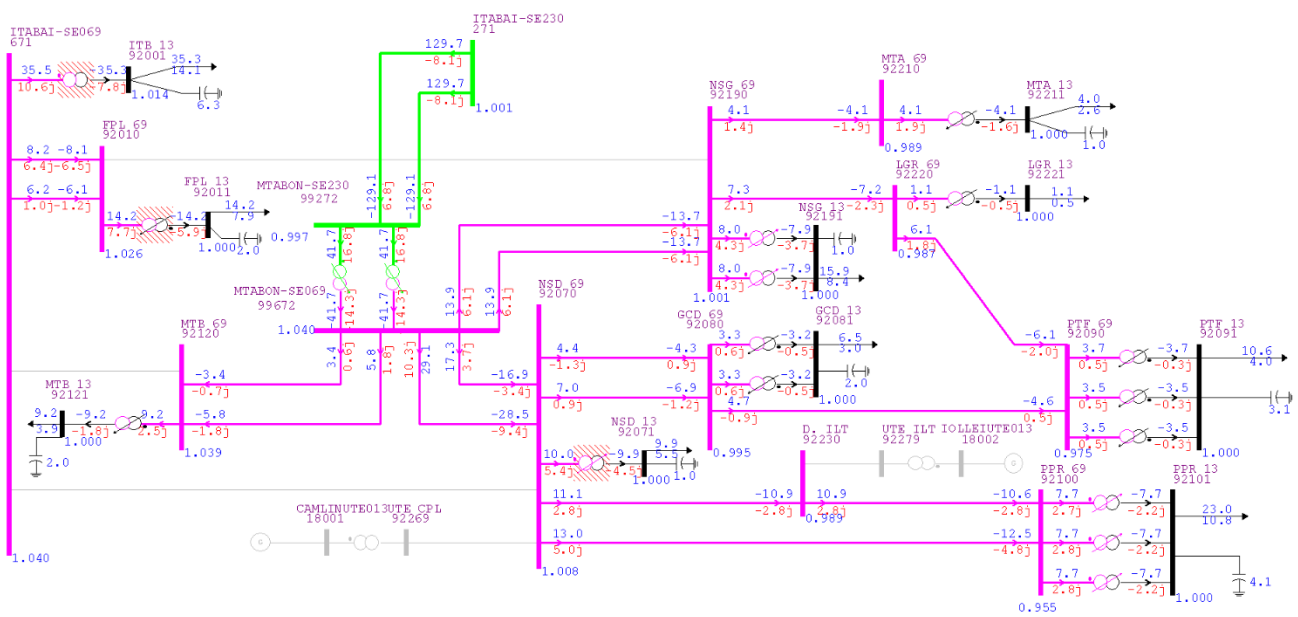 ITABAI-SE069
671
ITB 13
92001
35.5
10.6j
-35.3
-7.8j
35.3
14.1
6.3
1.014
FPL 69
92010
8.2 -8.1
6.4j -6.5j
6.2 -6.1
1.0j -1.2j
FPL 13
92011
14.2
7.7j
-14.2
-5.9j
14.2
7.9
2.0
1.000
1.026
1.040
ITABAI-SE230
271
129.7
-8.1j
129.7
-8.1j
1.001
MTABON-SE230
99272
-129.1
6.8j
-129.1
6.8j
0.997
41.7
16.8j
41.7
16.8j
MTABON-SE069
99672
-41.7
-14.3j
-41.7
-14.3j
1.040
3.4
0.6j
5.8
1.8j
10.3j
29.1
17.3
3.7j
13.9
6.1j
13.9
6.1j
MTB 69
92120
-3.4
-0.7j
-5.8
-1.8j
9.2
2.5j
1.039
MTB 13
92121
9.2
3.9
-9.2
-1.8j
1.000
2.0
NSD 69
92070
-16.9
-3.4j
-28.5
-9.4j
4.4
-1.3j
7.0
0.9j
10.0
5.4j
11.1
2.8j
13.0
5.0j
1.008
NSD 13
92071
-9.9
-4.5j
9.9
5.5
1.000
1.0
CAMLINUTE013
18001
UTE CPL
92269
NSG 69
92190
4.1
1.4j
7.3
2.1j
-13.7
-6.1j
-13.7
-6.1j
8.0
4.3j
8.0
4.3j
1.001
NSG 13
92191
-7.9
-3.7j
-7.9
-3.7j
1.0
15.9
8.4
1.000
MTA 69
92210
-4.1
-1.9j
4.1
1.9j
0.989
MTA 13
92211
-4.1
-1.6j
4.0
2.6
1.000
1.0
LGR 69
92220
-7.2
-2.3j
1.1
0.5j
6.1
1.8j
0.987
LGR 13
92221
-1.1
-0.5j
1.1
0.5
1.000
GCD 69
92080
-4.3
0.9j
-6.9
-1.2j
3.3
0.6j
3.3
0.6j
4.7
-0.9j
0.995
GCD 13
92081
-3.2
-0.5j
-3.2
-0.5j
6.5
3.0
2.0
1.000
PTF 69
92090
-6.1
-2.0j
-4.6
0.5j
3.7
0.5j
3.5
0.5j
3.5
0.5j
0.975
PTF 13
92091
-3.7
-0.3j
-3.5
-0.3j
-3.5
-0.3j
10.6
4.0
3.1
1.000
D. ILT
92230
-10.9
-2.8j
10.9
2.8j
0.989
UTE ILT
92279
IOLLEIUTE013
18002
PPR 69
92100
-10.6
-2.8j
-12.5
-4.8j
7.7
2.7j
7.7
2.8j
7.7
2.8j
0.955
PPR 13
92101
-7.7
-2.2j
-7.7
-2.2j
-7.7
-2.2j
23.0
10.8
4.1
1.000